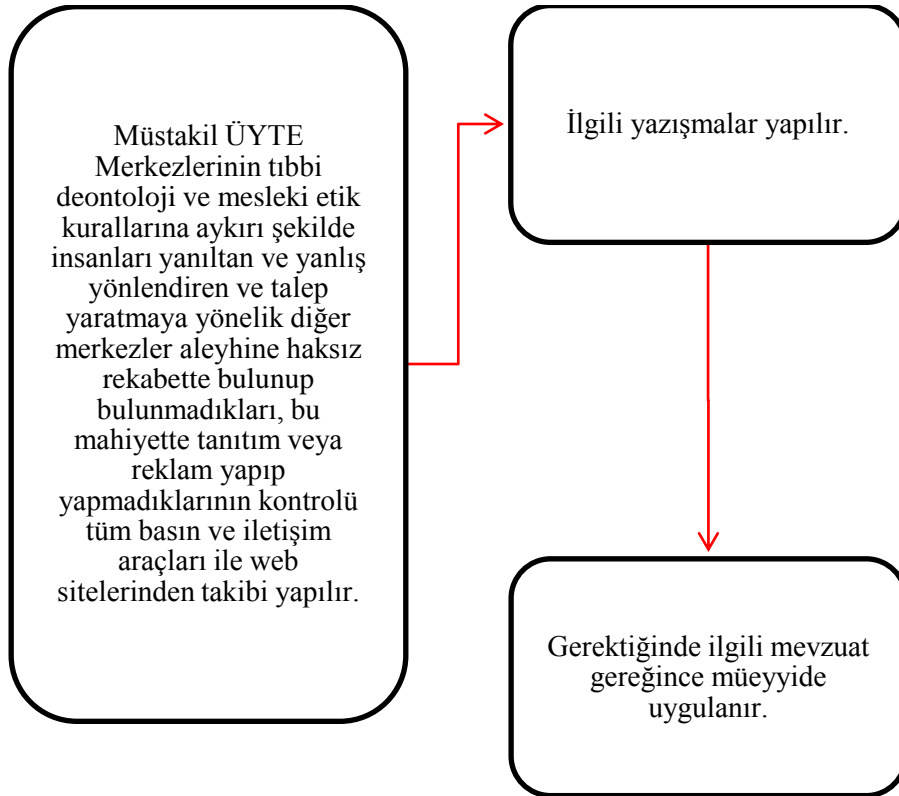 Müstakil ÜYTE
Merkezlerinin tıbbi
deontoloji ve mesleki etik
kurallarına aykırı şekilde
insanları yanıltan ve yanlış
yönlendiren ve talep
yaratmaya yönelik diğer
merkezler aleyhine haksız
rekabette bulunup
bulunmadıkları, bu
mahiyette tanıtım veya
reklam yapıp
yapmadıklarının kontrolü
tüm basın ve iletişim
araçları ile web
sitelerinden takibi yapılır.
İlgili yazışmalar yapılır.
Gerektiğinde ilgili mevzuat
gereğince müeyyide
uygulanır.